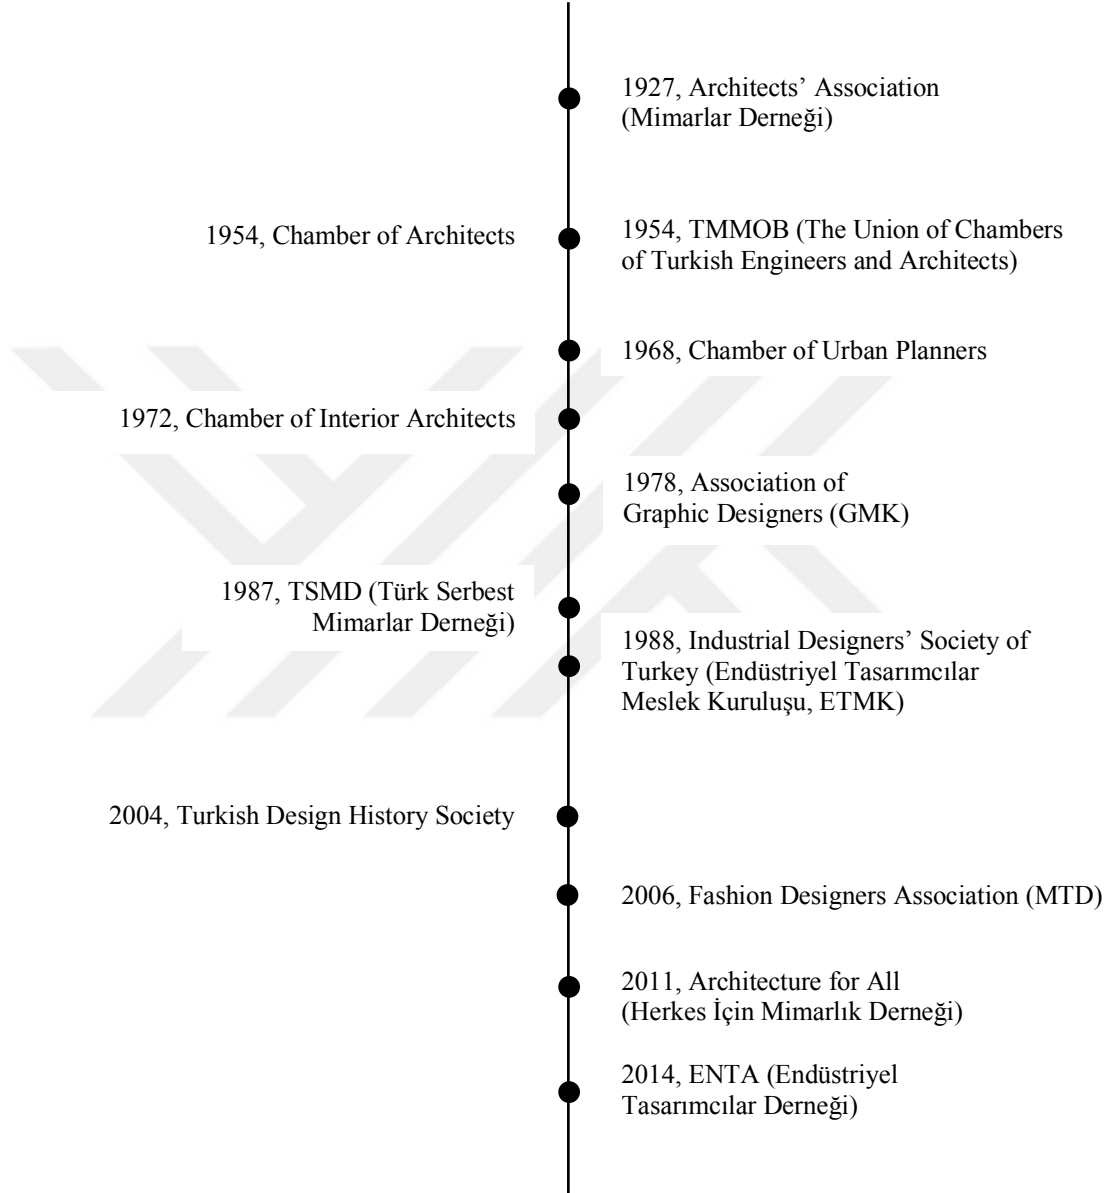 1927, Architects’ Association
(Mimarlar Derneği)
1954, Chamber of Architects
1954, TMMOB (The Union of Chambers
of Turkish Engineers and Architects)
1968, Chamber of Urban Planners
1972, Chamber of Interior Architects
1978, Association of
Graphic Designers (GMK)
1987, TSMD (Türk Serbest
Mimarlar Derneği)
1988, Industrial Designers’ Society of
Turkey (Endüstriyel Tasarımcılar
Meslek Kuruluşu, ETMK)
2004, Turkish Design History Society
2006, Fashion Designers Association (MTD)
2011, Architecture for All
(Herkes İçin Mimarlık Derneği)
2014, ENTA (Endüstriyel
Tasarımcılar Derneği)